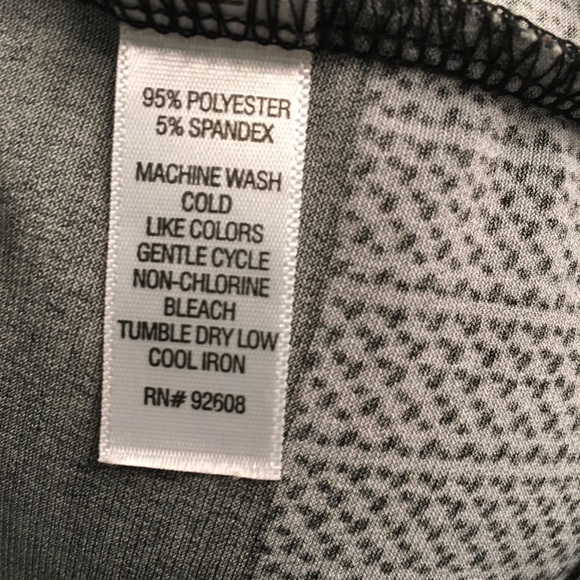 95% POLYESTER
5% SPANDEX
MACHINE WASH
COLD
LIKE COLORS
GENTLE CYCLE
NON-CHLORINE
BLEACH
TUMBLE DRY LOW
COOL IRON
RN# 92608